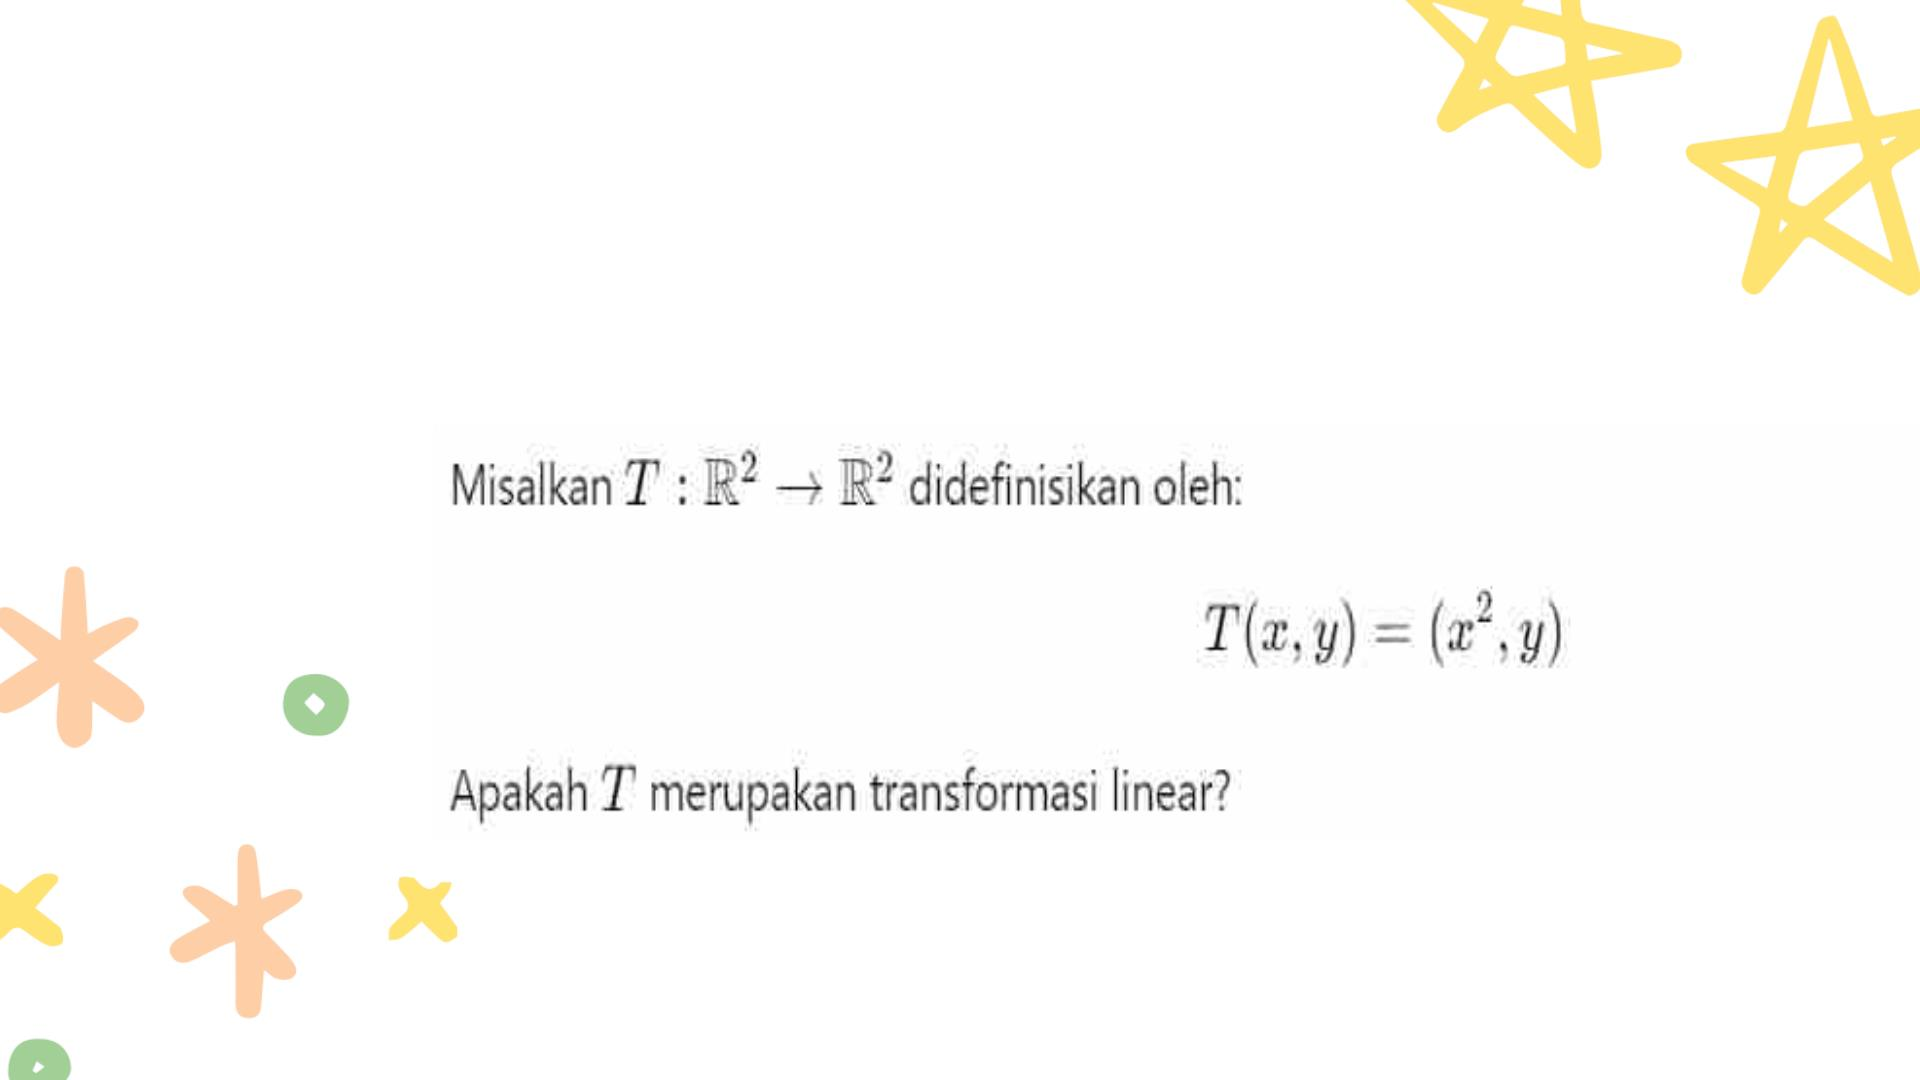 Misalkan T : ℝ² → ℝ² didefinisikan oleh:
T(x, y) = (x², y)
Apakah T merupakan transformasi linear?